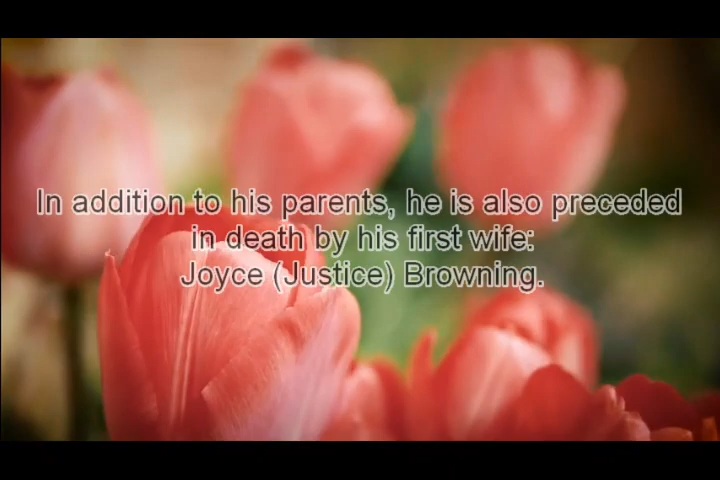 In addition to his parents, he is also preceded
in death by his first wife:
Joyce (Justice) Browning.